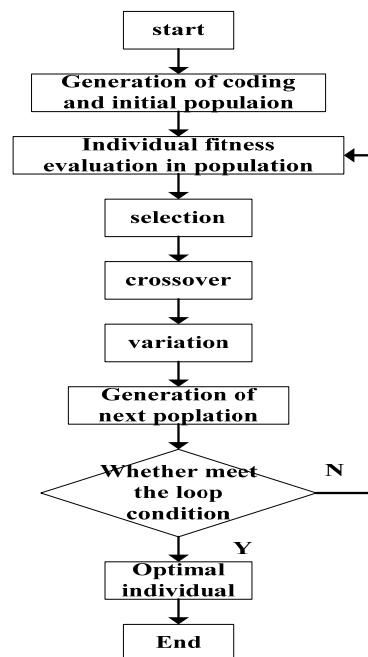 start
Generation of coding
and initial populaion
Individual fitness
evaluation in population
selection
crossover
variation
Generation of
next poplation
Whether meet
the loop
condition
N
Y
Optimal
individual
End